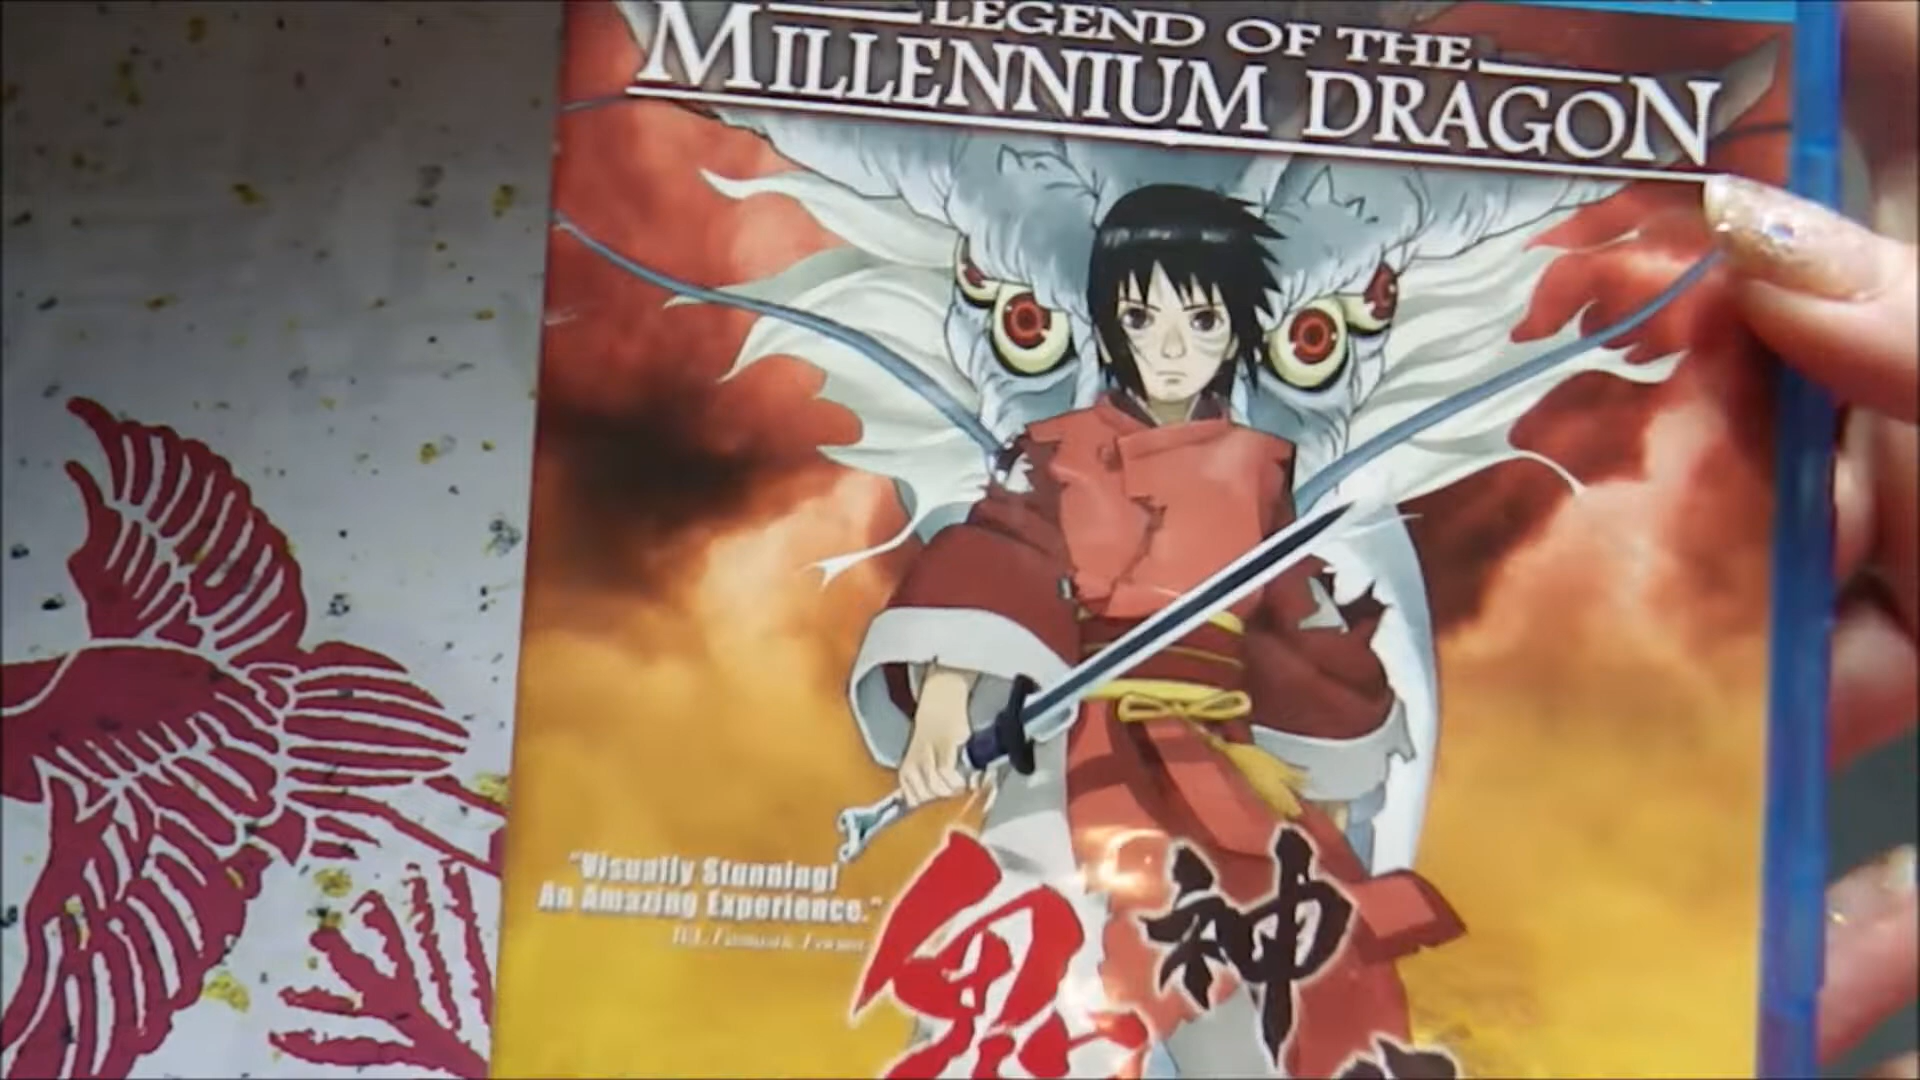 LEGEND OF THE
MILLENNIUM DRAGON
"Visually Stunning!
An Amazing Experience."
鬼神